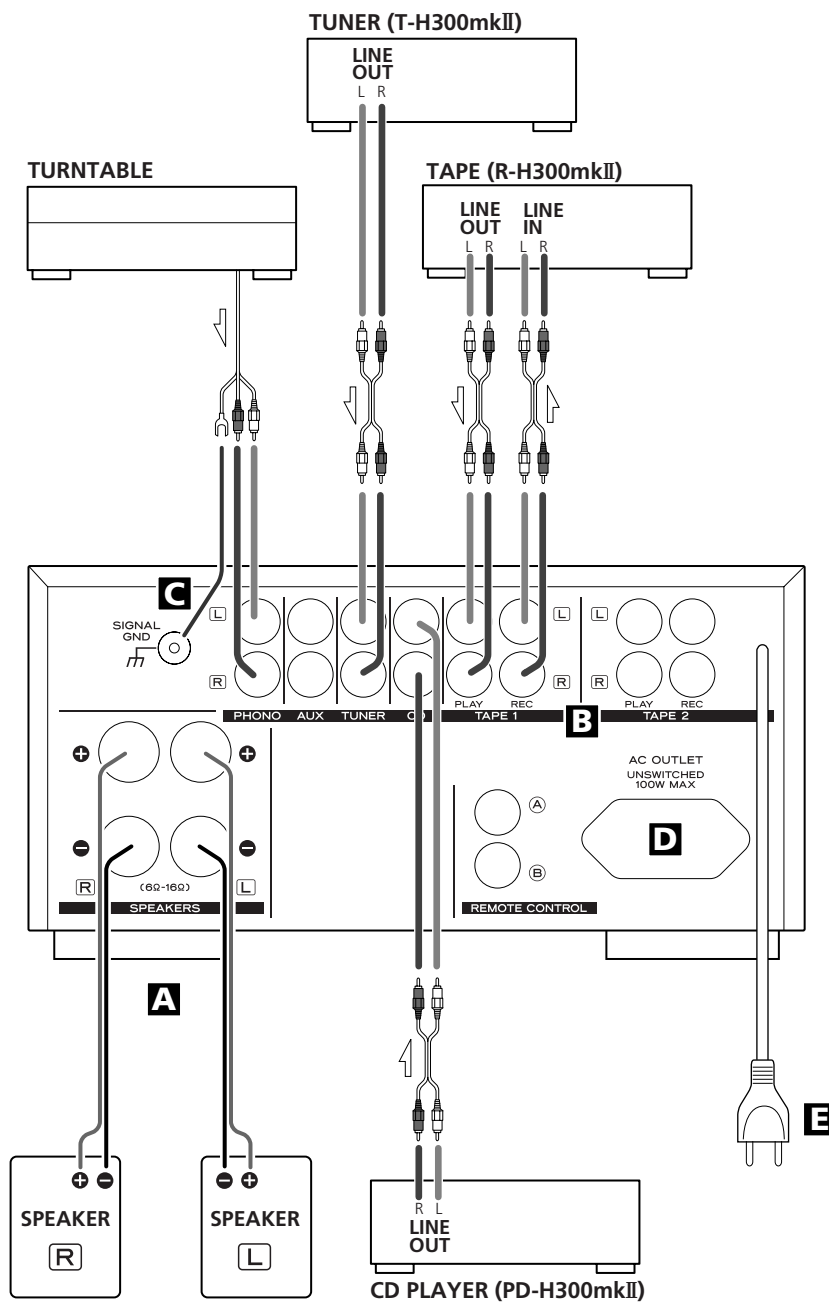 TUNER (T-H300mkⅡ)
LINE
OUT
L R
TURNTABLE
TAPE (R-H300mkⅡ)
LINE
OUT
L R
LINE
IN
L R
C
SIGNAL
GND
L
L
L
R
R
R
PLAY REC
PLAY REC
PHONO AUX TUNER CD TAPE 1
B
TAPE 2
+ +
AC OUTLET
UNSWITCHED
100W MAX
A
D
− −
B
R (6Ω-16Ω) L
SPEAKERS
REMOTE CONTROL
A
E
+ −
− +
SPEAKER
R
SPEAKER
L
R L
LINE
OUT
CD PLAYER (PD-H300mkⅡ)